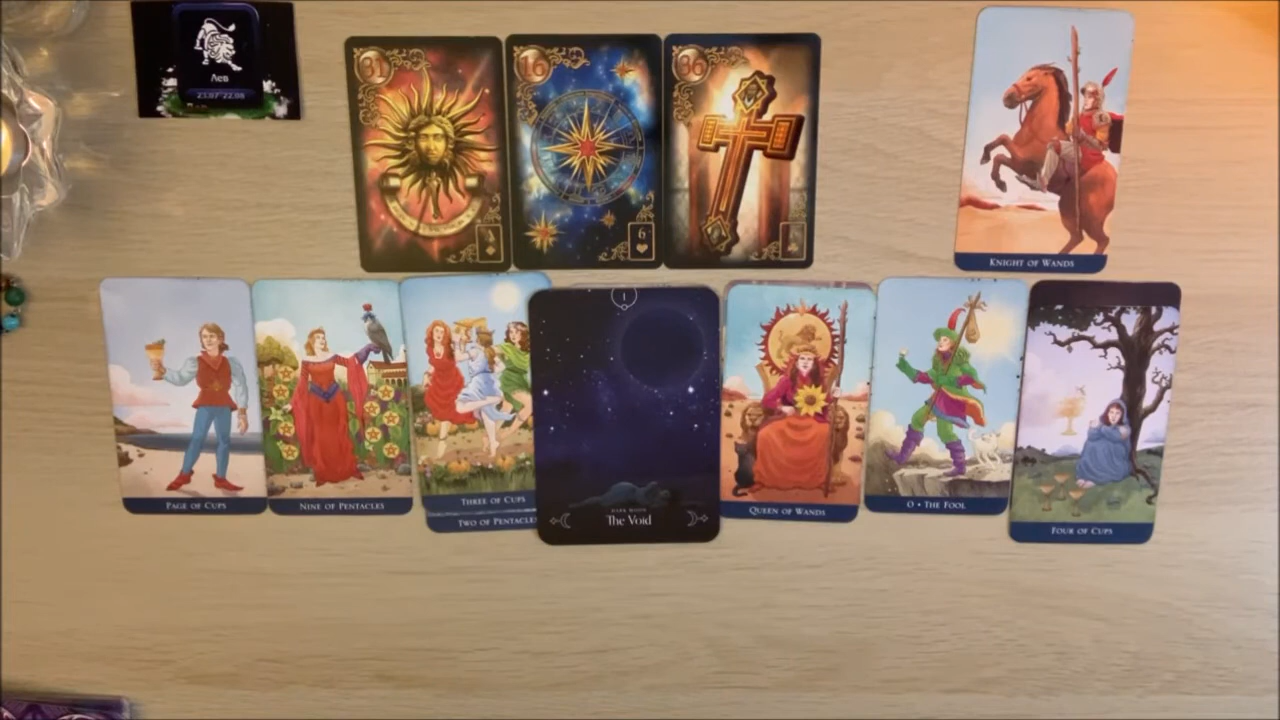 Лев
23.07-22.08
31
16
36
6
KNIGHT OF WANDS
PAGE OF CUPS
NINE OF PENTACLES
THREE OF CUPS
TWO OF PENTACLES
1
DARK MOON
The Void
QUEEN OF WANDS
0 • THE FOOL
FOUR OF CUPS